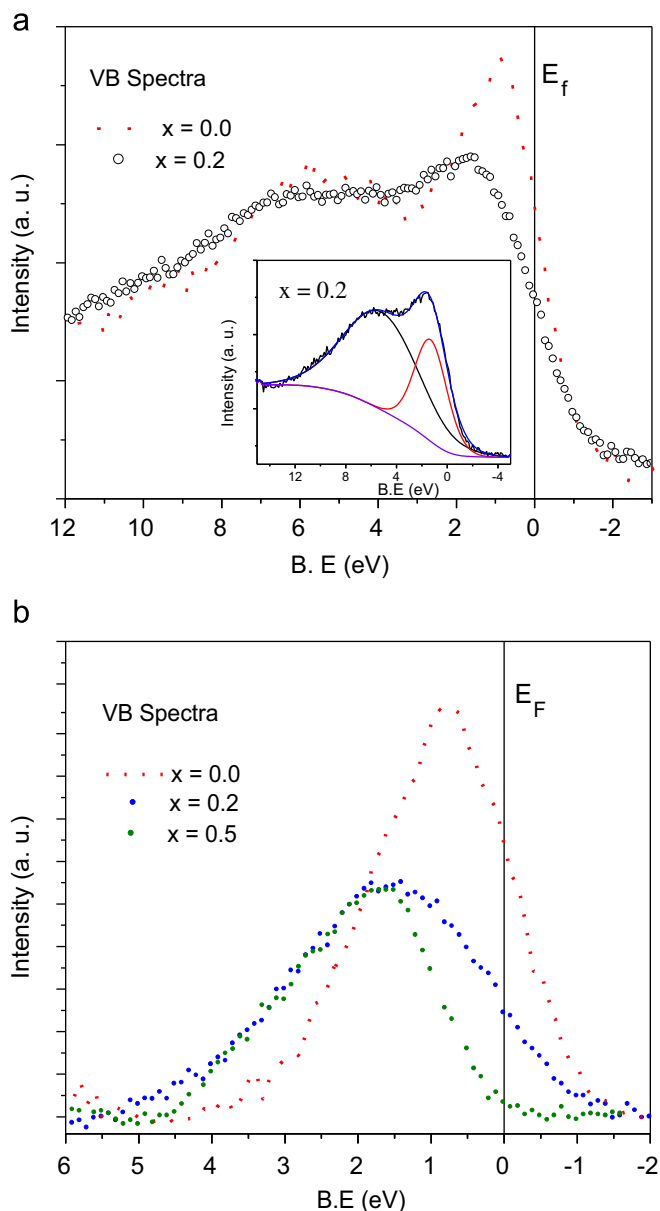 a
VB Spectra
x = 0.0
x = 0.2
E_f
Intensity (a. u.)
x = 0.2
Intensity (a. u.)
12 8 4 0 -4
B.E (eV)
12 10 8 6 4 2 0 -2
B. E (eV)
b
VB Spectra
x = 0.0
x = 0.2
x = 0.5
E_F
Intensity (a. u.)
6 5 4 3 2 1 0 -1 -2
B.E (eV)